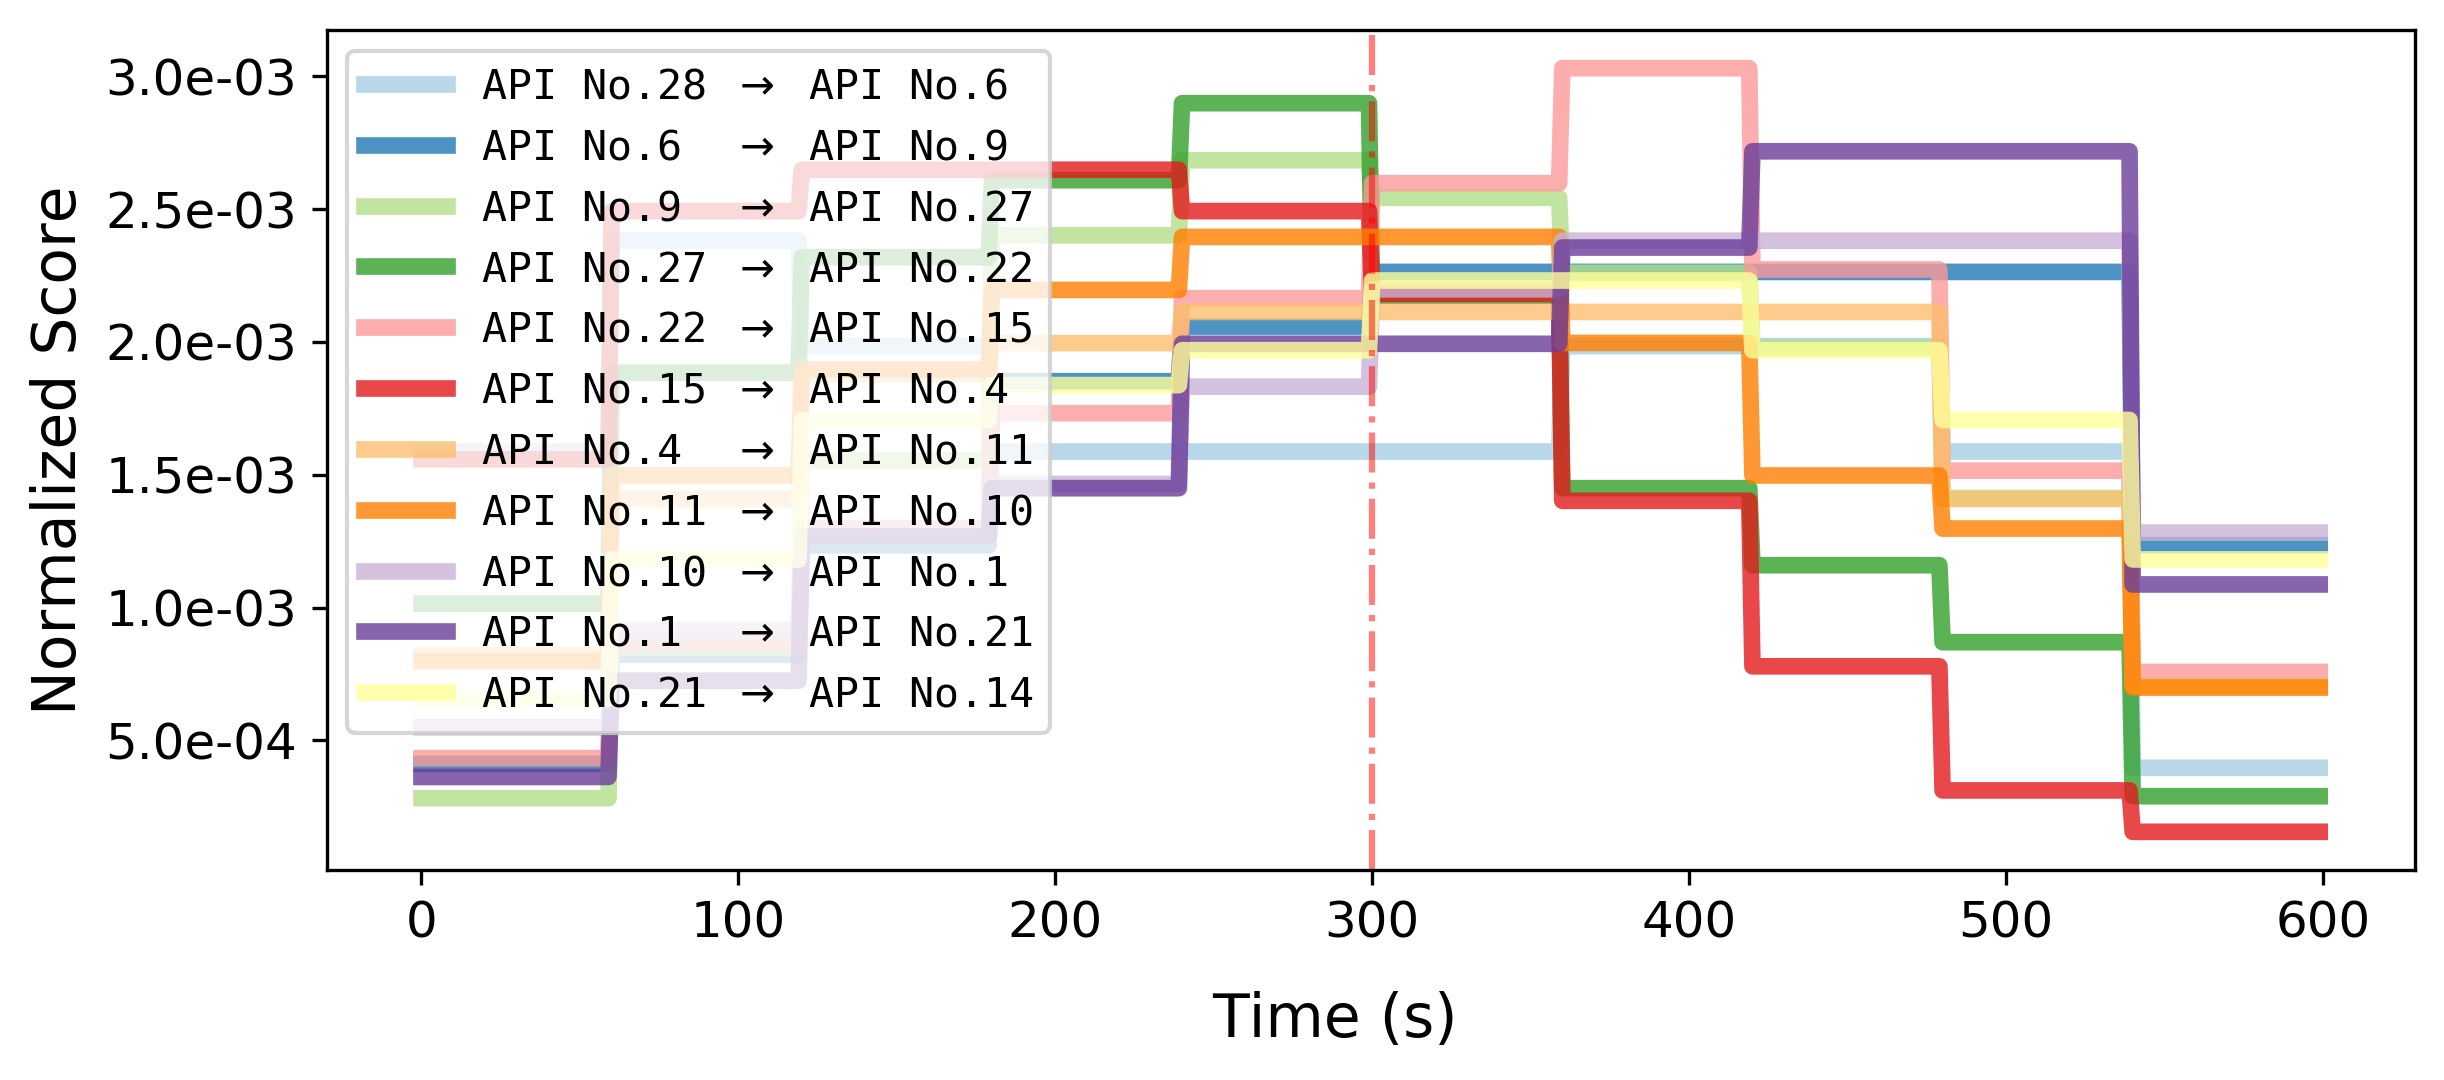 Normalized Score
3.0e-03
2.5e-03
2.0e-03
1.5e-03
1.0e-03
5.0e-04
API No.28 → API No.6
API No.6 → API No.9
API No.9 → API No.27
API No.27 → API No.22
API No.22 → API No.15
API No.15 → API No.4
API No.4 → API No.11
API No.11 → API No.10
API No.10 → API No.1
API No.1 → API No.21
API No.21 → API No.14
0 100 200 300 400 500 600
Time (s)